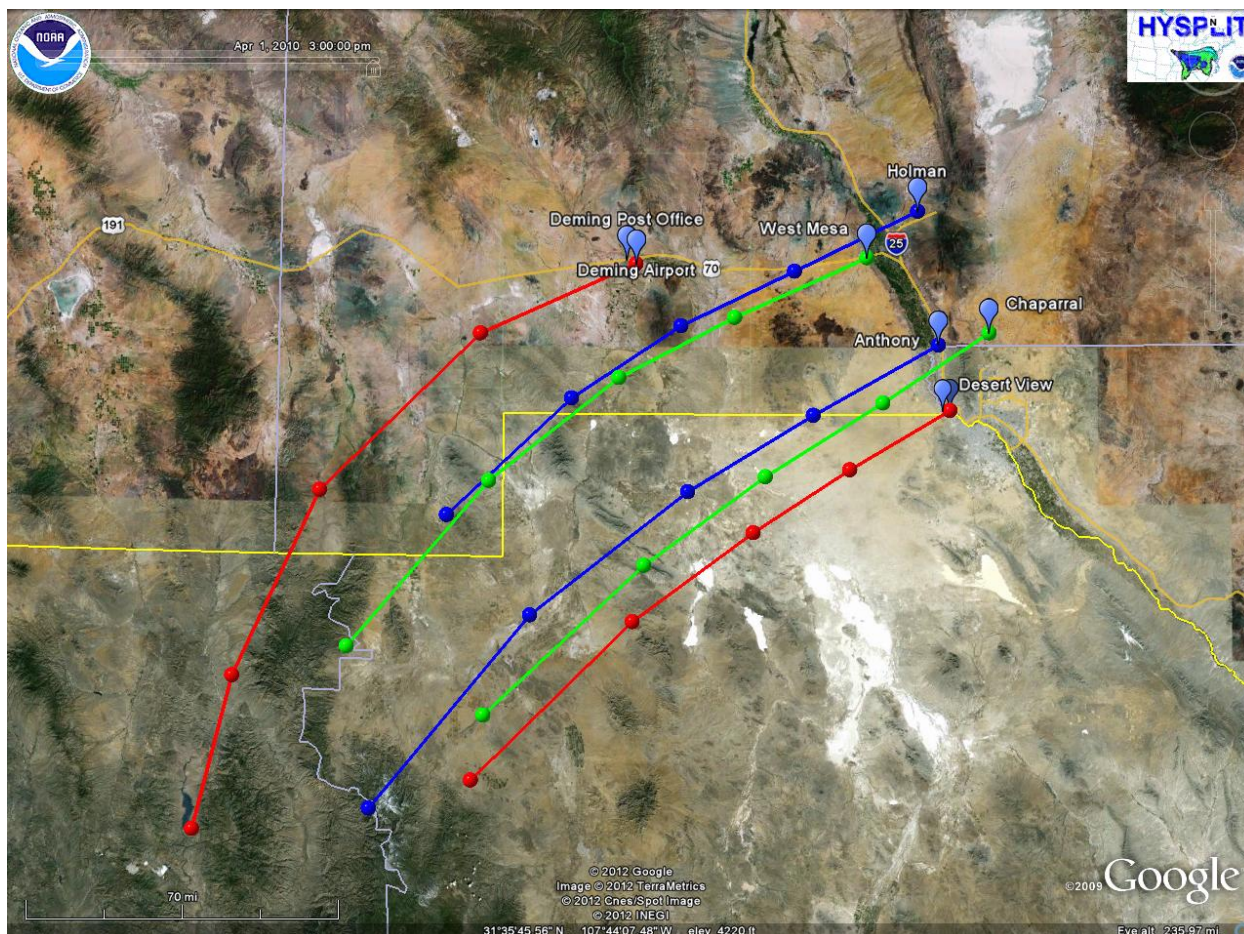 NOAA
Apr 1, 2010 3:00:00 pm
HYSPLIT
N
NOAA
Holman
191
Deming Post Office
West Mesa
25
Deming Airport
70
Chaparral
Anthony
Desert View
70 mi
© 2012 Google
Image © 2012 TerraMetrics
© 2012 Cnes/Spot Image
© 2012 INEGI
©2009 Google
31°35'45.56" N 107°44'07.48" W elev 4220 ft
Eye alt 235.97 mi